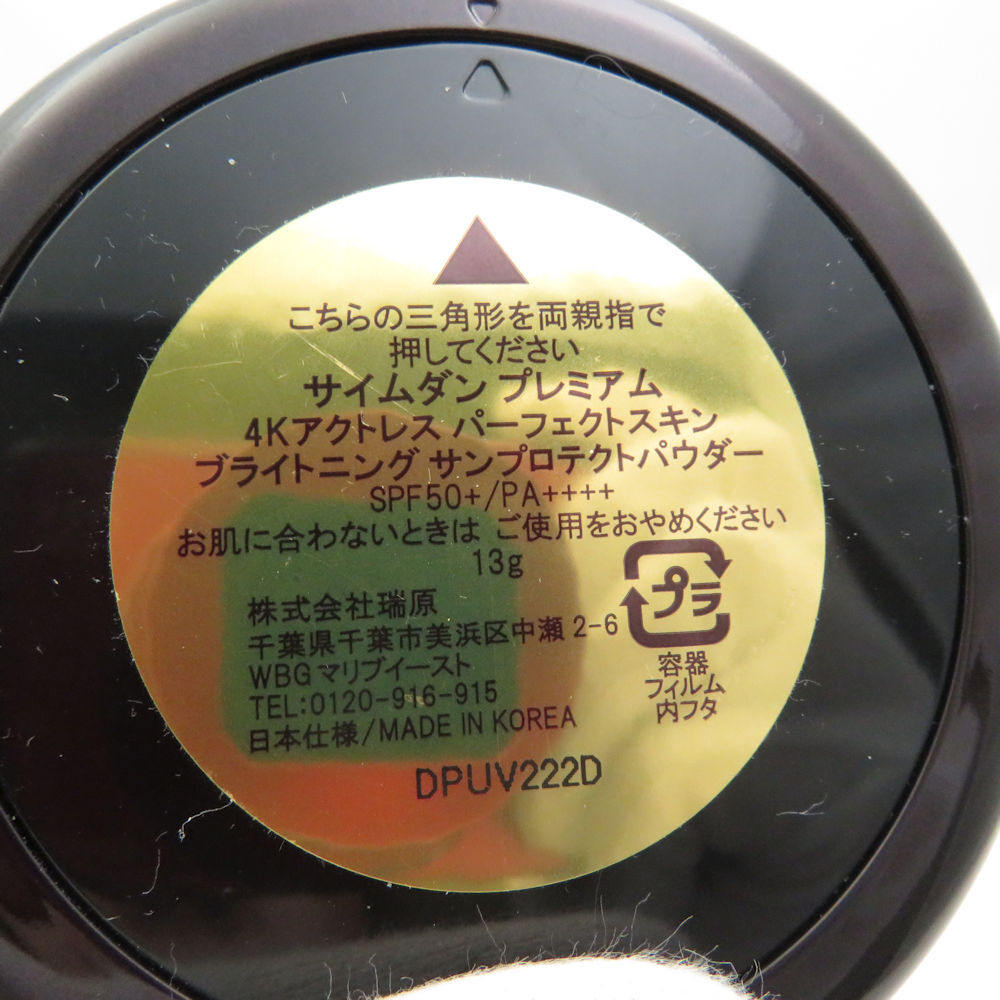 こちらの三角形を両親指で
押してください
サイムダン プレミアム
4Kアクトレス パーフェクトスキン
ブライトニング サンプロテクトパウダー
SPF50+/PA++++
お肌に合わないときは ご使用をおやめください
13g
株式会社瑞原
千葉県千葉市美浜区中瀬 2-6
WBG マリブイースト
TEL:0120-916-915
日本仕様/MADE IN KOREA
プラ
容器
フィルム
内フタ
DPUV222D